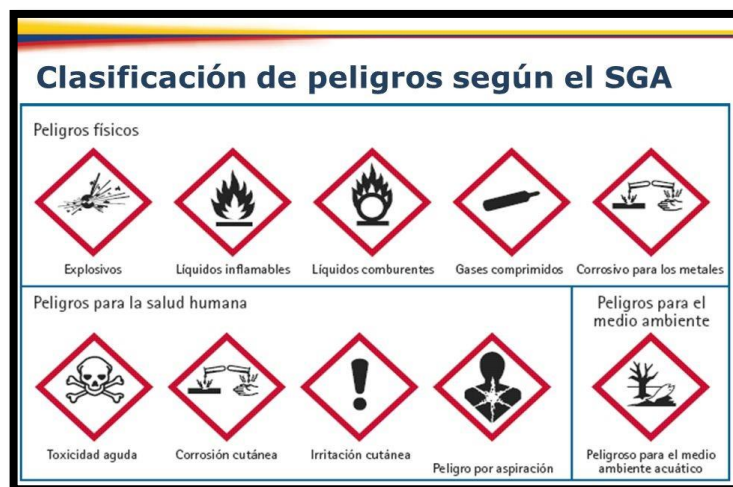 Clasificación de peligros según el SGA
Peligros físicos
Explosivos
Líquidos inflamables
Líquidos comburentes
Gases comprimidos
Corrosivo para los metales
Peligros para la salud humana
Toxicidad aguda
Corrosión cutánea
Irritación cutánea
Peligro por aspiración
Peligros para el
medio ambiente
Peligroso para el medio
ambiente acuático